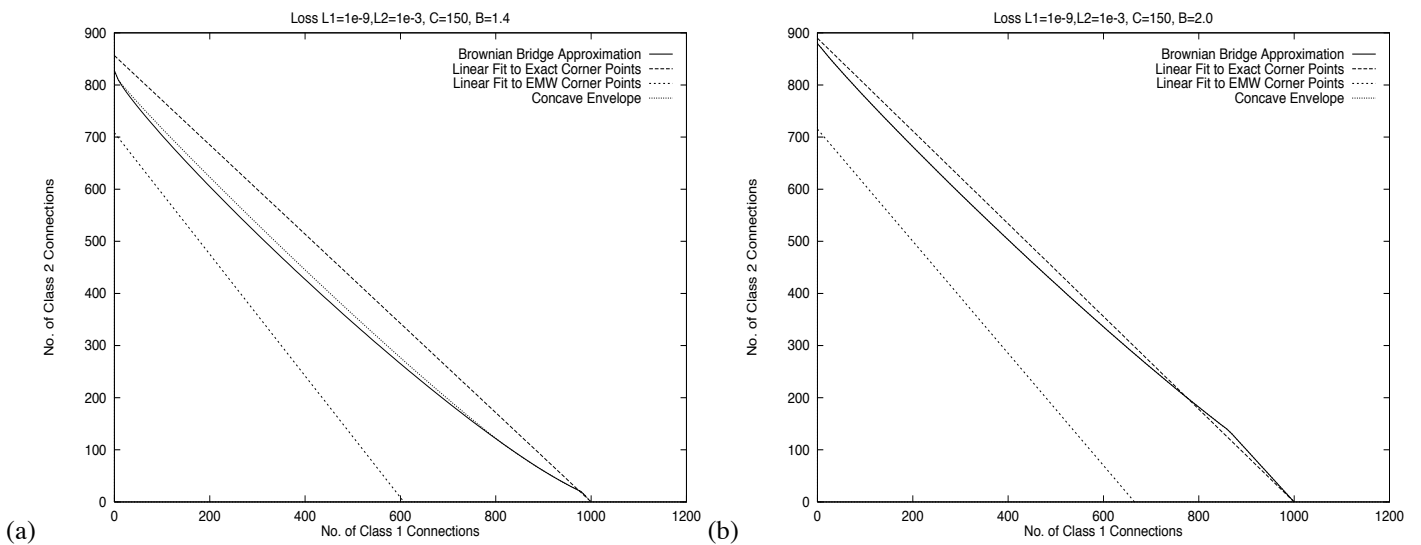 Loss L1=1e-9,L2=1e-3, C=150, B=1.4
900
800
700
600
500
400
300
200
100
0
No. of Class 2 Connections
Brownian Bridge Approximation
Linear Fit to Exact Corner Points
Linear Fit to EMW Corner Points
Concave Envelope
0 200 400 600 800 1000 1200
No. of Class 1 Connections
(a)
Loss L1=1e-9,L2=1e-3, C=150, B=2.0
900
800
700
600
500
400
300
200
100
0
No. of Class 2 Connections
Brownian Bridge Approximation
Linear Fit to Exact Corner Points
Linear Fit to EMW Corner Points
Concave Envelope
0 200 400 600 800 1000 1200
No. of Class 1 Connections
(b)